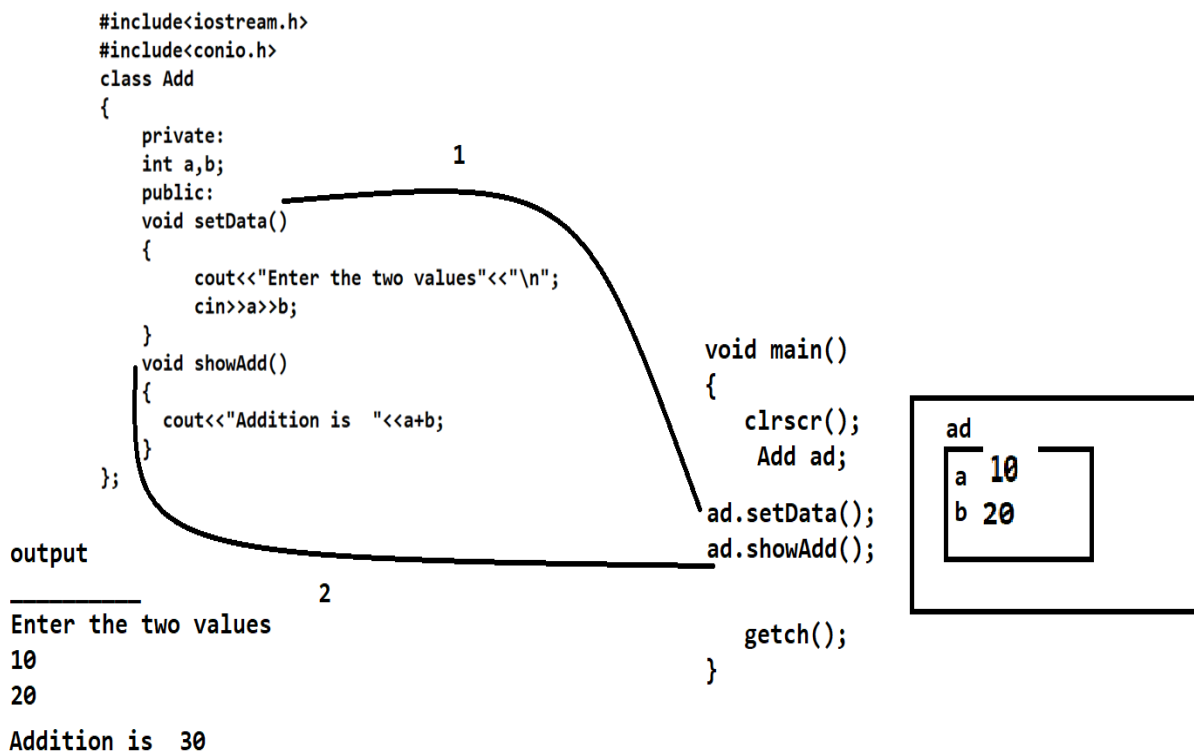 #include<iostream.h>
#include<conio.h>
class Add
{
private:
int a,b;
public:
void setData()
{
cout<<"Enter the two values"<<"\n";
cin>>a>>b;
}
void showAdd()
{
cout<<"Addition is  "<<a+b;
}
};
1
2
void main()
{
clrscr();
Add ad;
ad.setData();
ad.showAdd();
getch();
}
ad
a 10
b 20
output
__________
Enter the two values
10
20
Addition is  30